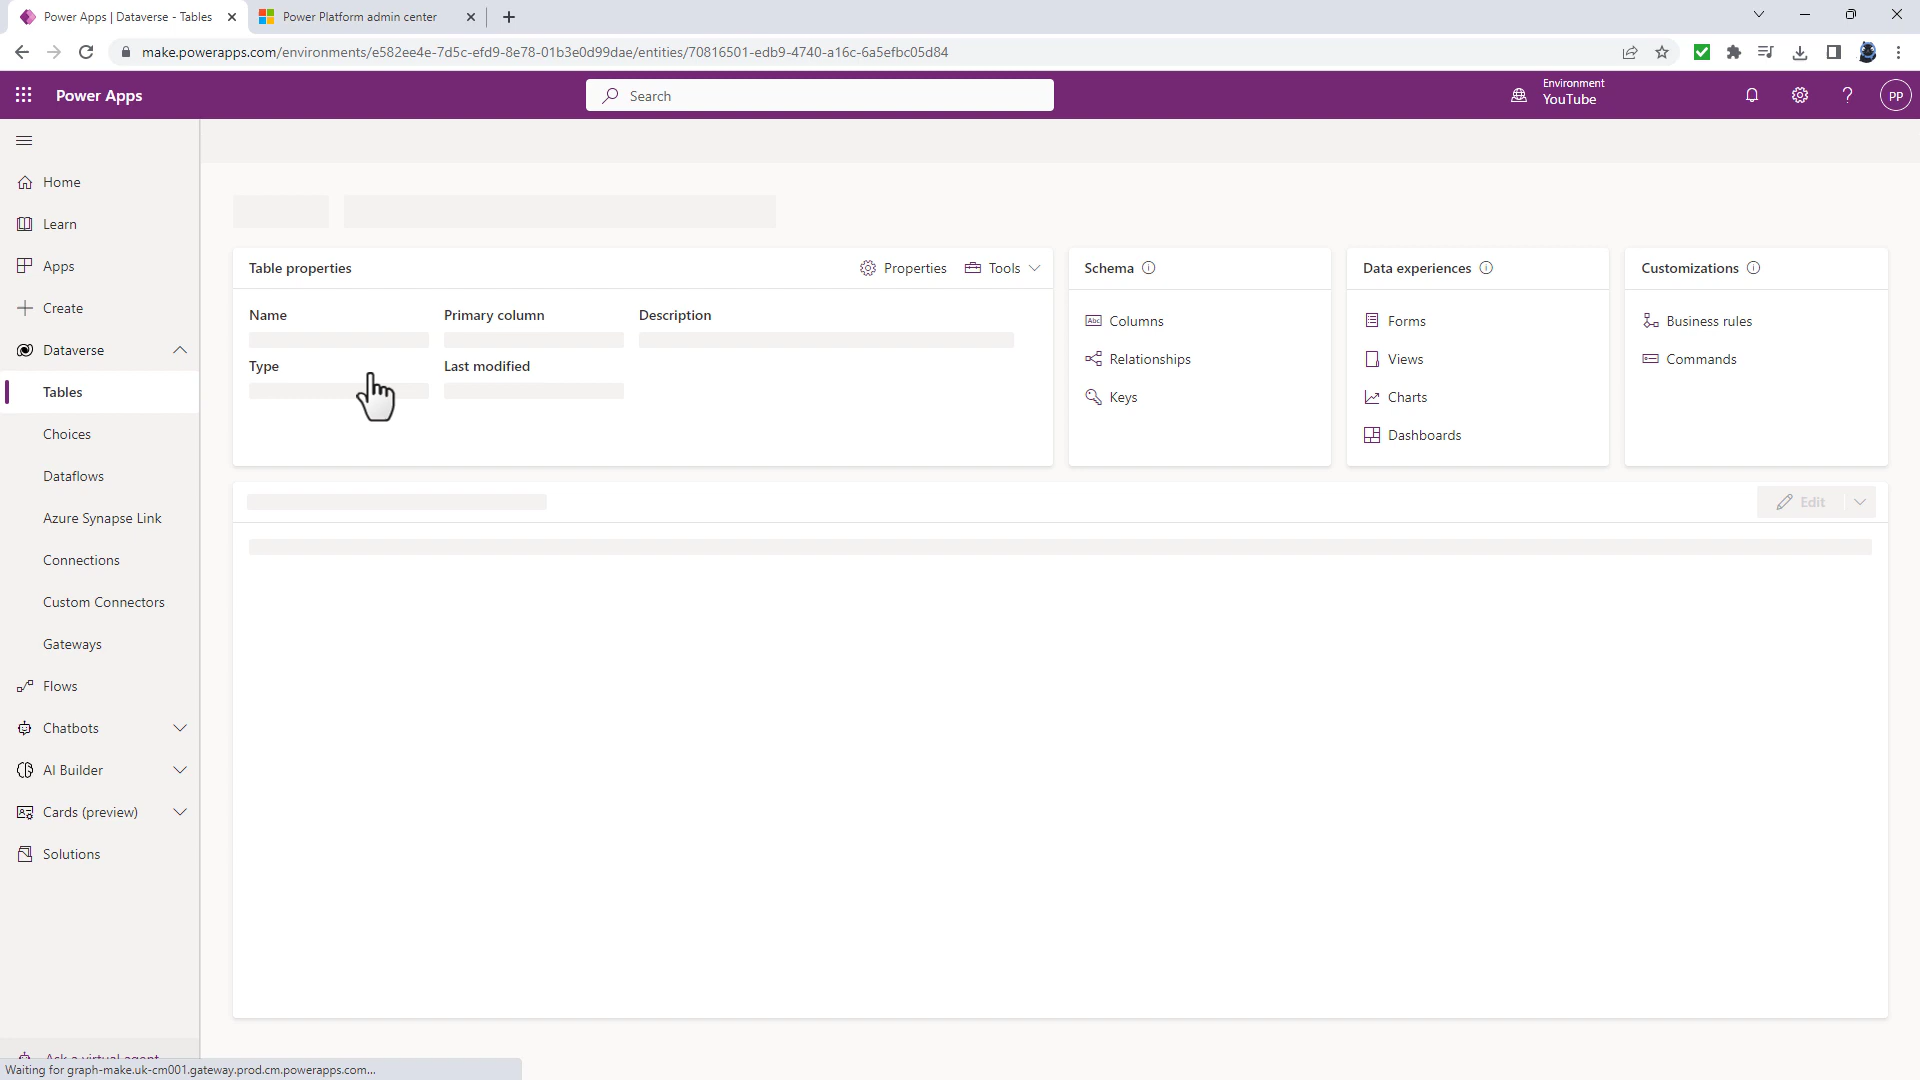 Power Apps | Dataverse - Tables
Power Platform admin center
make.powerapps.com/environments/e582ee4e-7d5c-efd9-8e78-01b3e0d99dae/entities/70816501-edb9-4740-a16c-6a5efbc05d84
Power Apps
Search
Environment
YouTube
PP
Home
Learn
Apps
Create
Dataverse
Tables
Choices
Dataflows
Azure Synapse Link
Connections
Custom Connectors
Gateways
Flows
Chatbots
AI Builder
Cards (preview)
Solutions
Ask a virtual agent
Table properties
Properties
Tools
Name
Primary column
Description
Type
Last modified
Schema
Abc Columns
Relationships
Keys
Data experiences
Forms
Views
Charts
Dashboards
Customizations
Business rules
Commands
Edit
Waiting for graph-make.uk-cm001.gateway.prod.cm.powerapps.com...